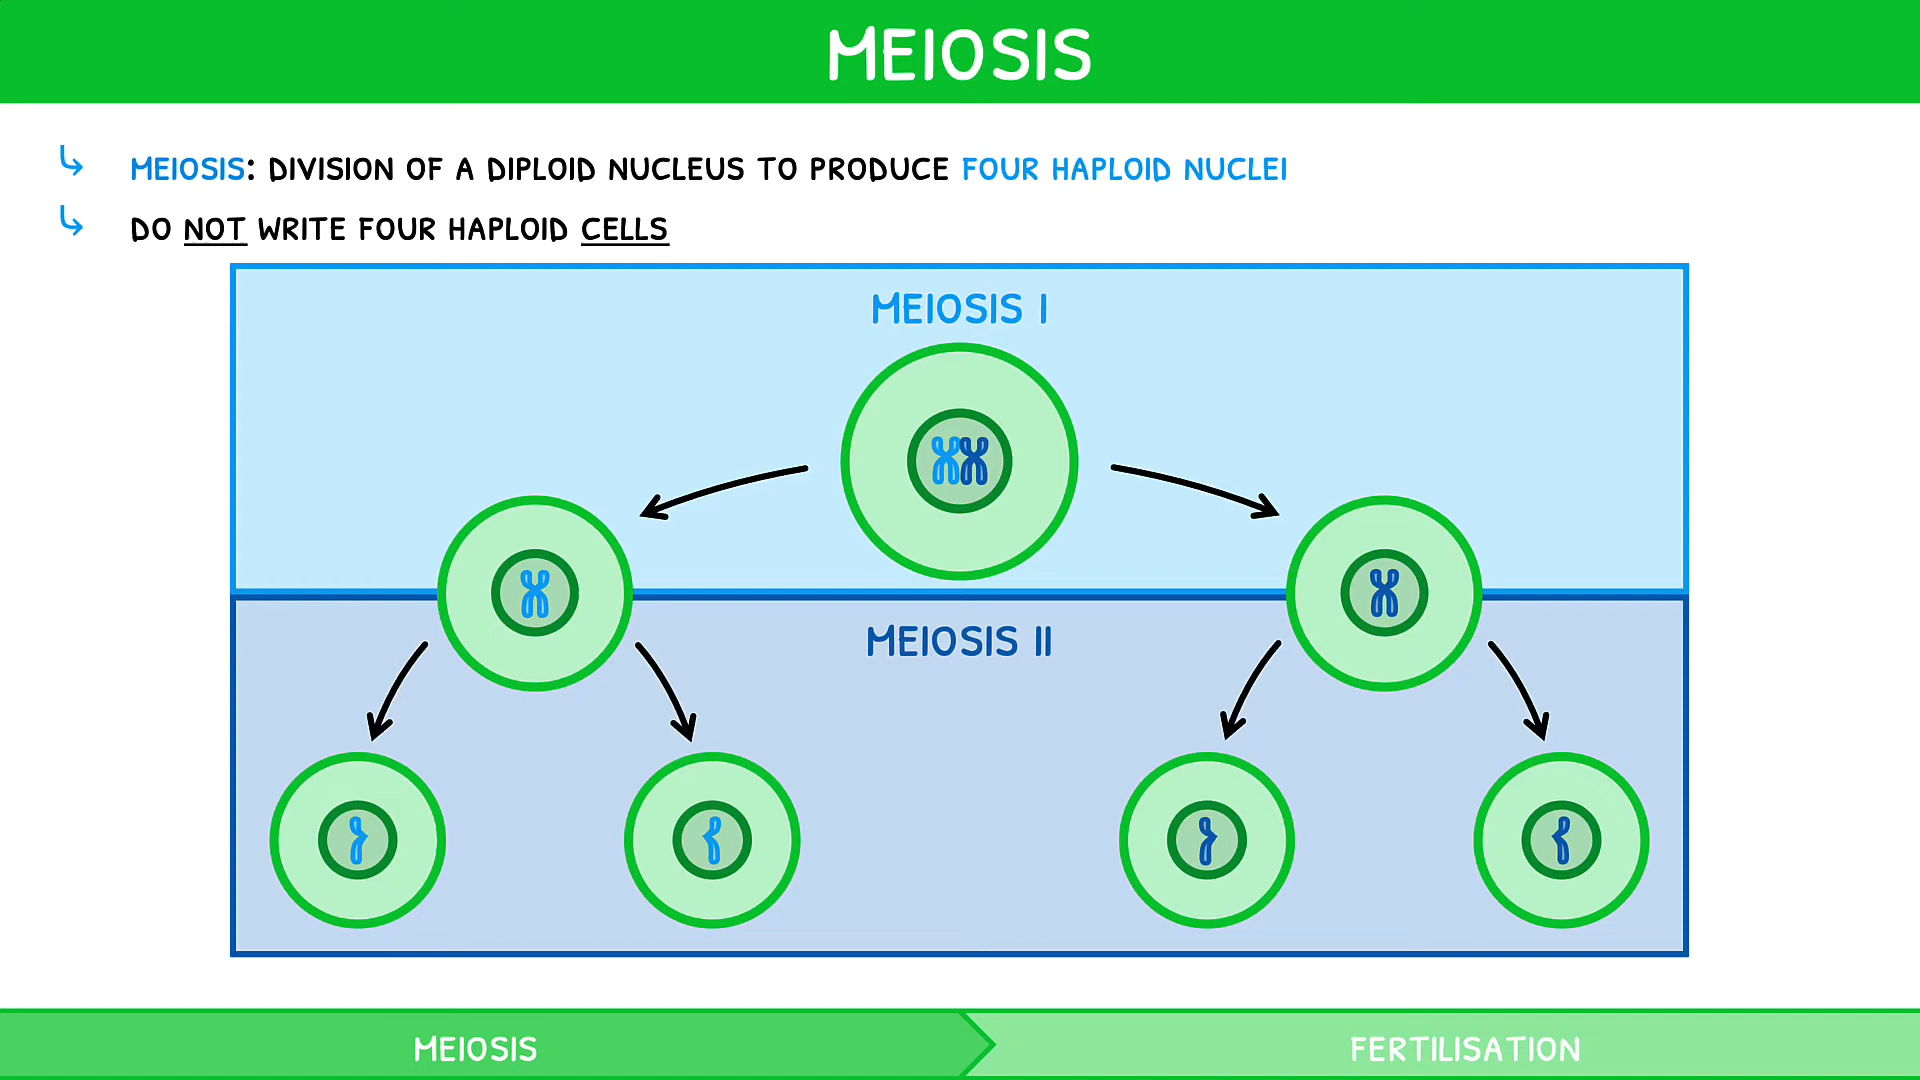 MEIOSIS
MEIOSIS: DIVISION OF A DIPLOID NUCLEUS TO PRODUCE FOUR HAPLOID NUCLEI
DO NOT WRITE FOUR HAPLOID CELLS
MEIOSIS I
MEIOSIS II
MEIOSIS
FERTILISATION